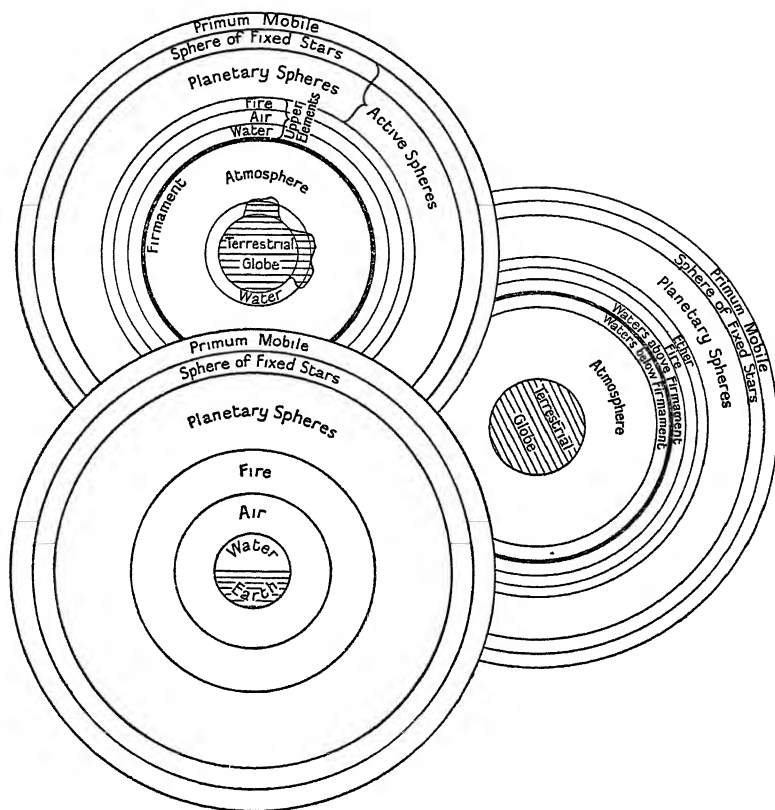 Primum Mobile
Sphere of Fixed Stars
Planetary Spheres
Fire
Air
Water
Upper
Elements
Active Spheres
Firmament
Atmosphere
Terrestrial
Globe
Water
Primum Mobile
Sphere of Fixed Stars
Planetary Spheres
Ether
Fire
Waters above Firmament
Waters below Firmament
Atmosphere
Terrestrial
Globe
Primum Mobile
Sphere of Fixed Stars
Planetary Spheres
Fire
Air
Water
Earth